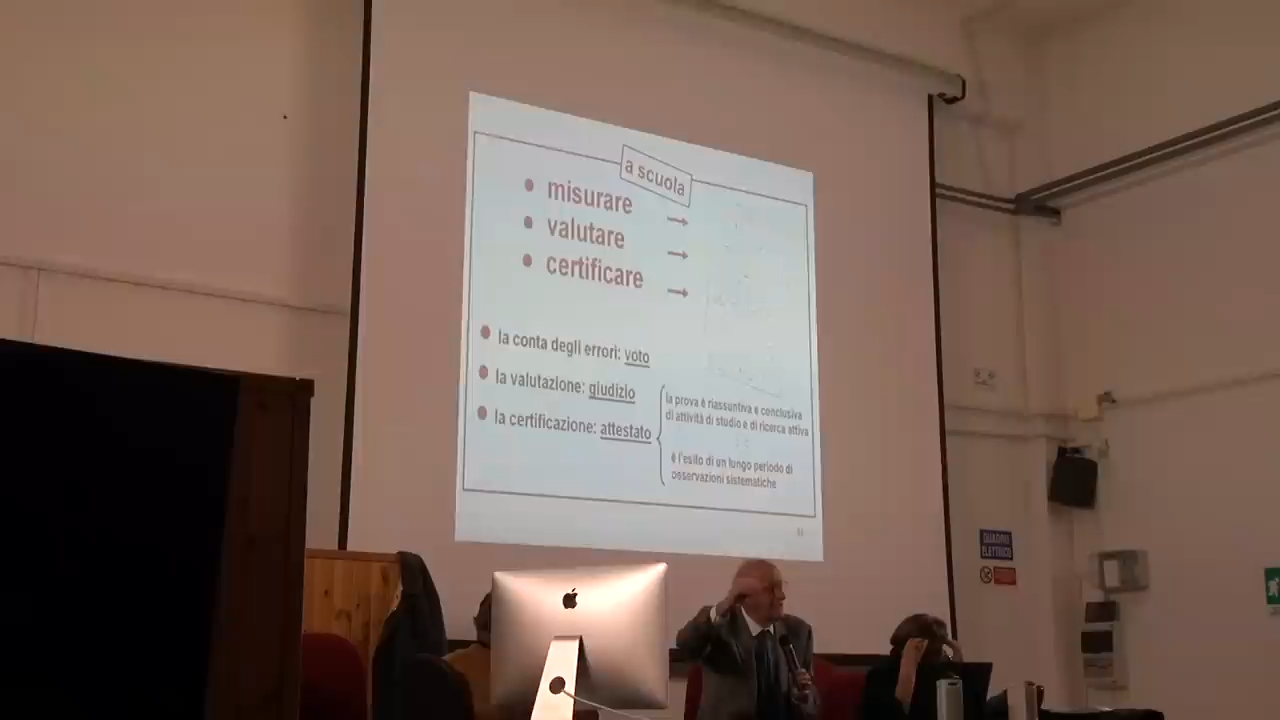 a scuola
• misurare →
• valutare →
• certificare →
• la conta degli errori: voto
• la valutazione: giudizio
• la certificazione: attestato
la prova è riassuntiva e conclusiva
di attività di studio e di ricerca attiva
è l'esito di un lungo periodo di
osservazioni sistematiche
QUADRO
ELETTRICO